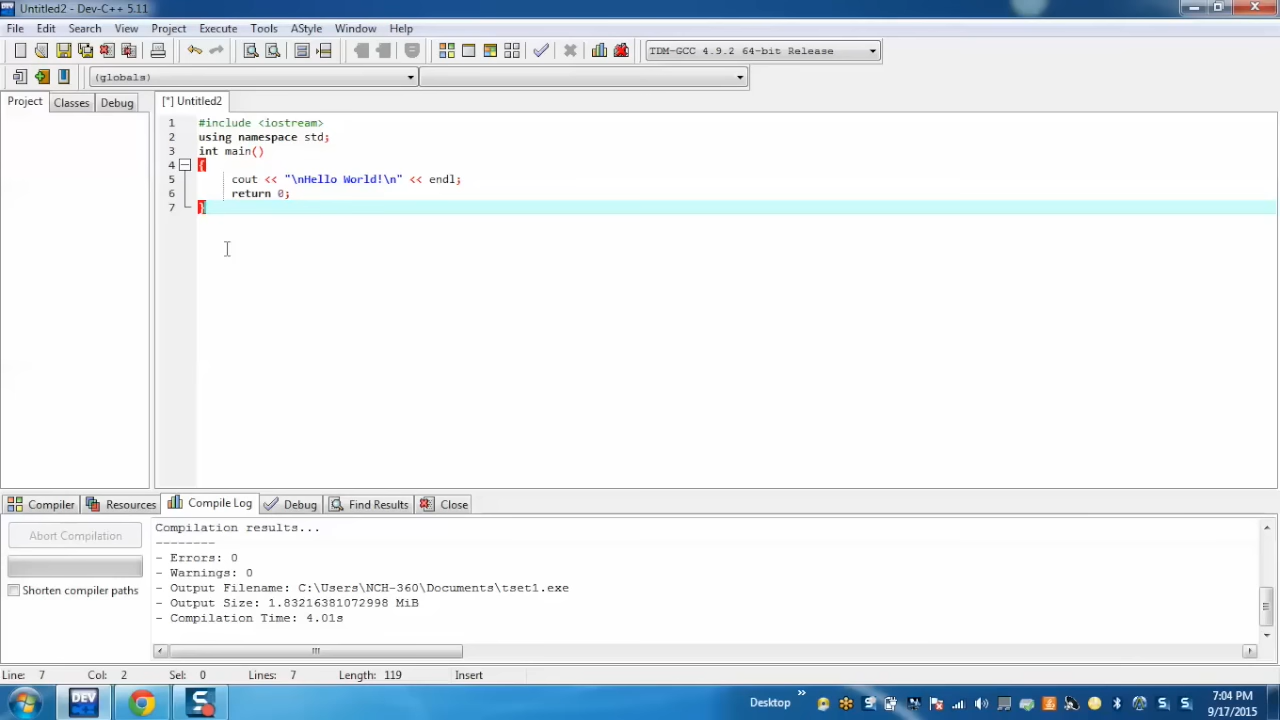 Untitled2 - Dev-C++ 5.11
File Edit Search View Project Execute Tools AStyle Window Help
TDM-GCC 4.9.2 64-bit Release
(globals)
Project Classes Debug [*] Untitled2
1 #include <iostream>
2 using namespace std;
3 int main()
4 {
5 cout << "\nHello World!\n" << endl;
6 return 0;
7 }
Compiler Resources Compile Log Debug Find Results Close
Abort Compilation
Shorten compiler paths
Compilation results...
--------
- Errors: 0
- Warnings: 0
- Output Filename: C:\Users\NCH-360\Documents\tset1.exe
- Output Size: 1.83216381072998 MiB
- Compilation Time: 4.01s
Line: 7 Col: 2 Sel: 0 Lines: 7 Length: 119 Insert
DEV
Desktop
7:04 PM
9/17/2015